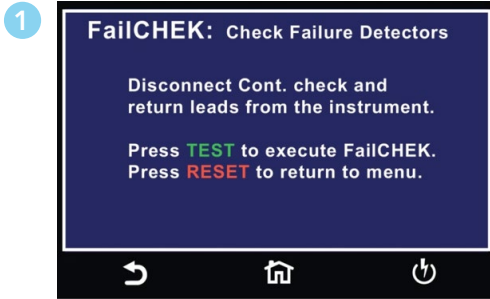 1
FailCHEK: Check Failure Detectors
Disconnect Cont. check and
return leads from the instrument.
Press TEST to execute FailCHEK.
Press RESET to return to menu.